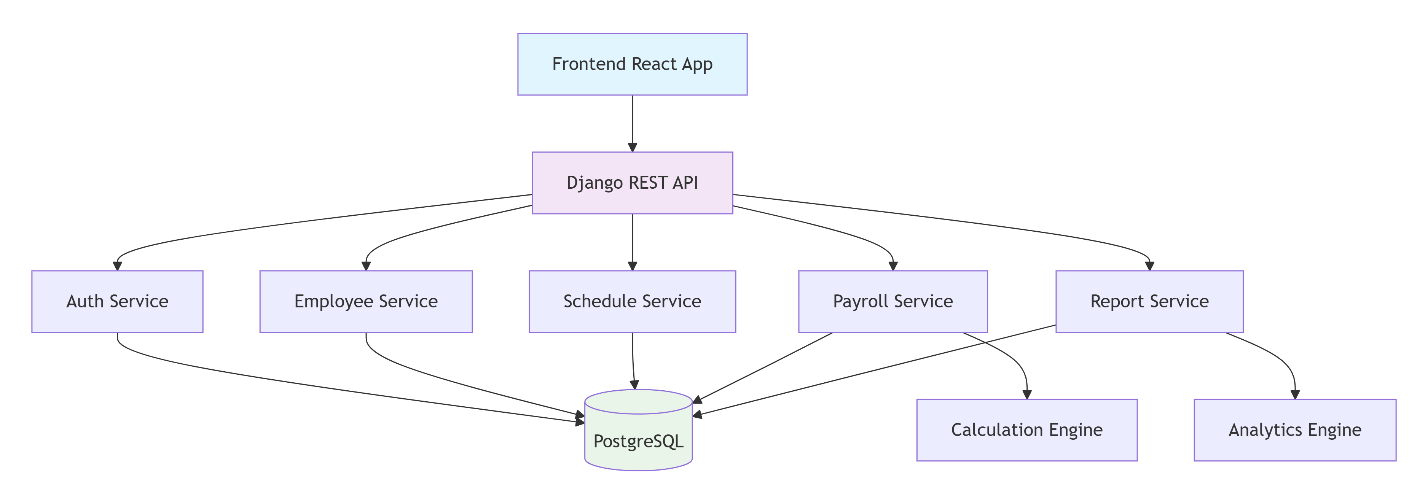 Frontend React App
Django REST API
Auth Service
Employee Service
Schedule Service
Payroll Service
Report Service
PostgreSQL
Calculation Engine
Analytics Engine